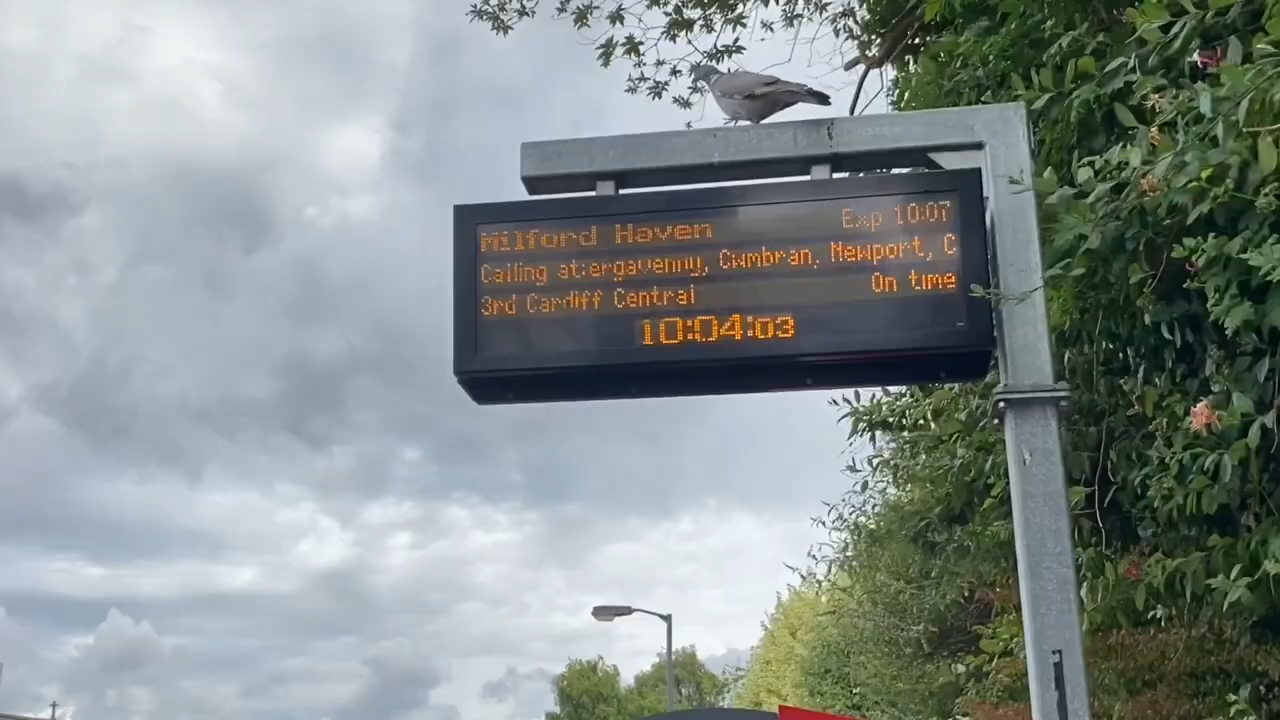 Milford Haven Exp 10:07
Calling at:ergavenny, Cwmbran, Newport, C
3rd Cardiff Central On time
10:04:03